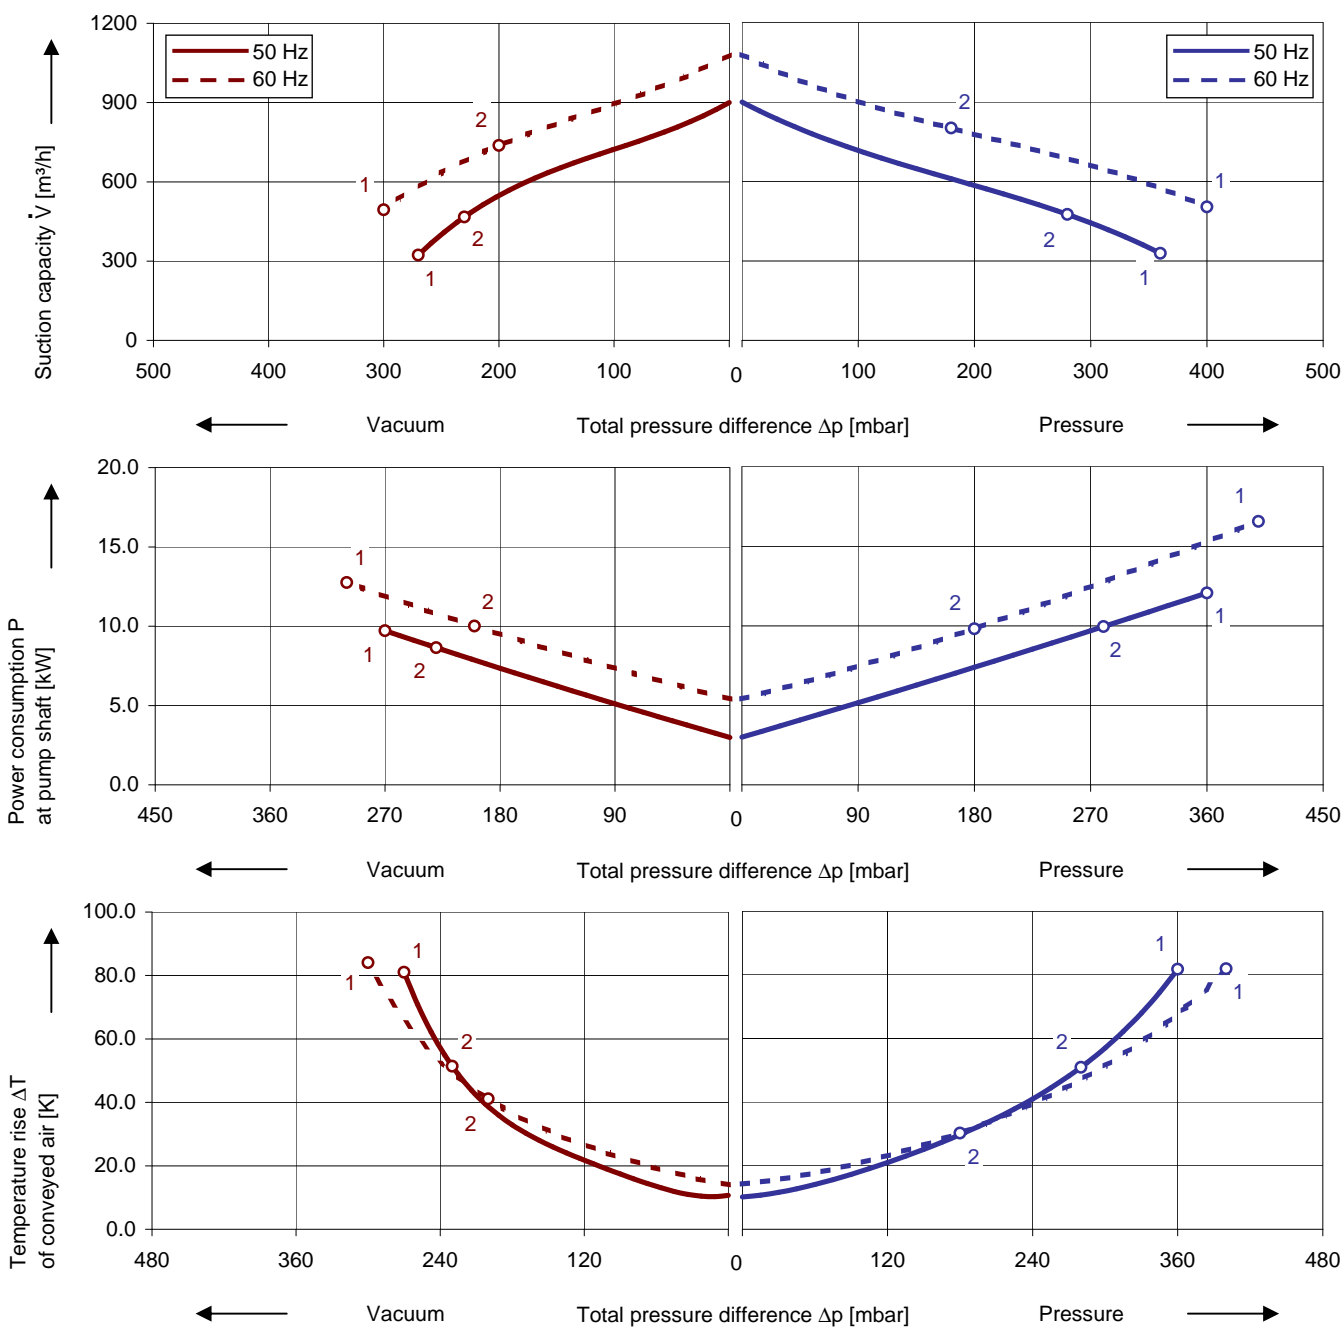 1200
900
600
300
0
Suction capacity V̇ [m³/h]
50 Hz
60 Hz
50 Hz
60 Hz
1
2
2
1
2
1
2
1
500 400 300 200 100 0 100 200 300 400 500
Vacuum Total pressure difference Δp [mbar] Pressure
20.0
15.0
10.0
5.0
0.0
Power consumption P
at pump shaft [kW]
1
2
1
2
1
2
1
2
450 360 270 180 90 0 90 180 270 360 450
Vacuum Total pressure difference Δp [mbar] Pressure
100.0
80.0
60.0
40.0
20.0
0.0
Temperature rise ΔT
of conveyed air [K]
1
1
2
2
1
1
2
2
480 360 240 120 0 120 240 360 480
Vacuum Total pressure difference Δp [mbar] Pressure